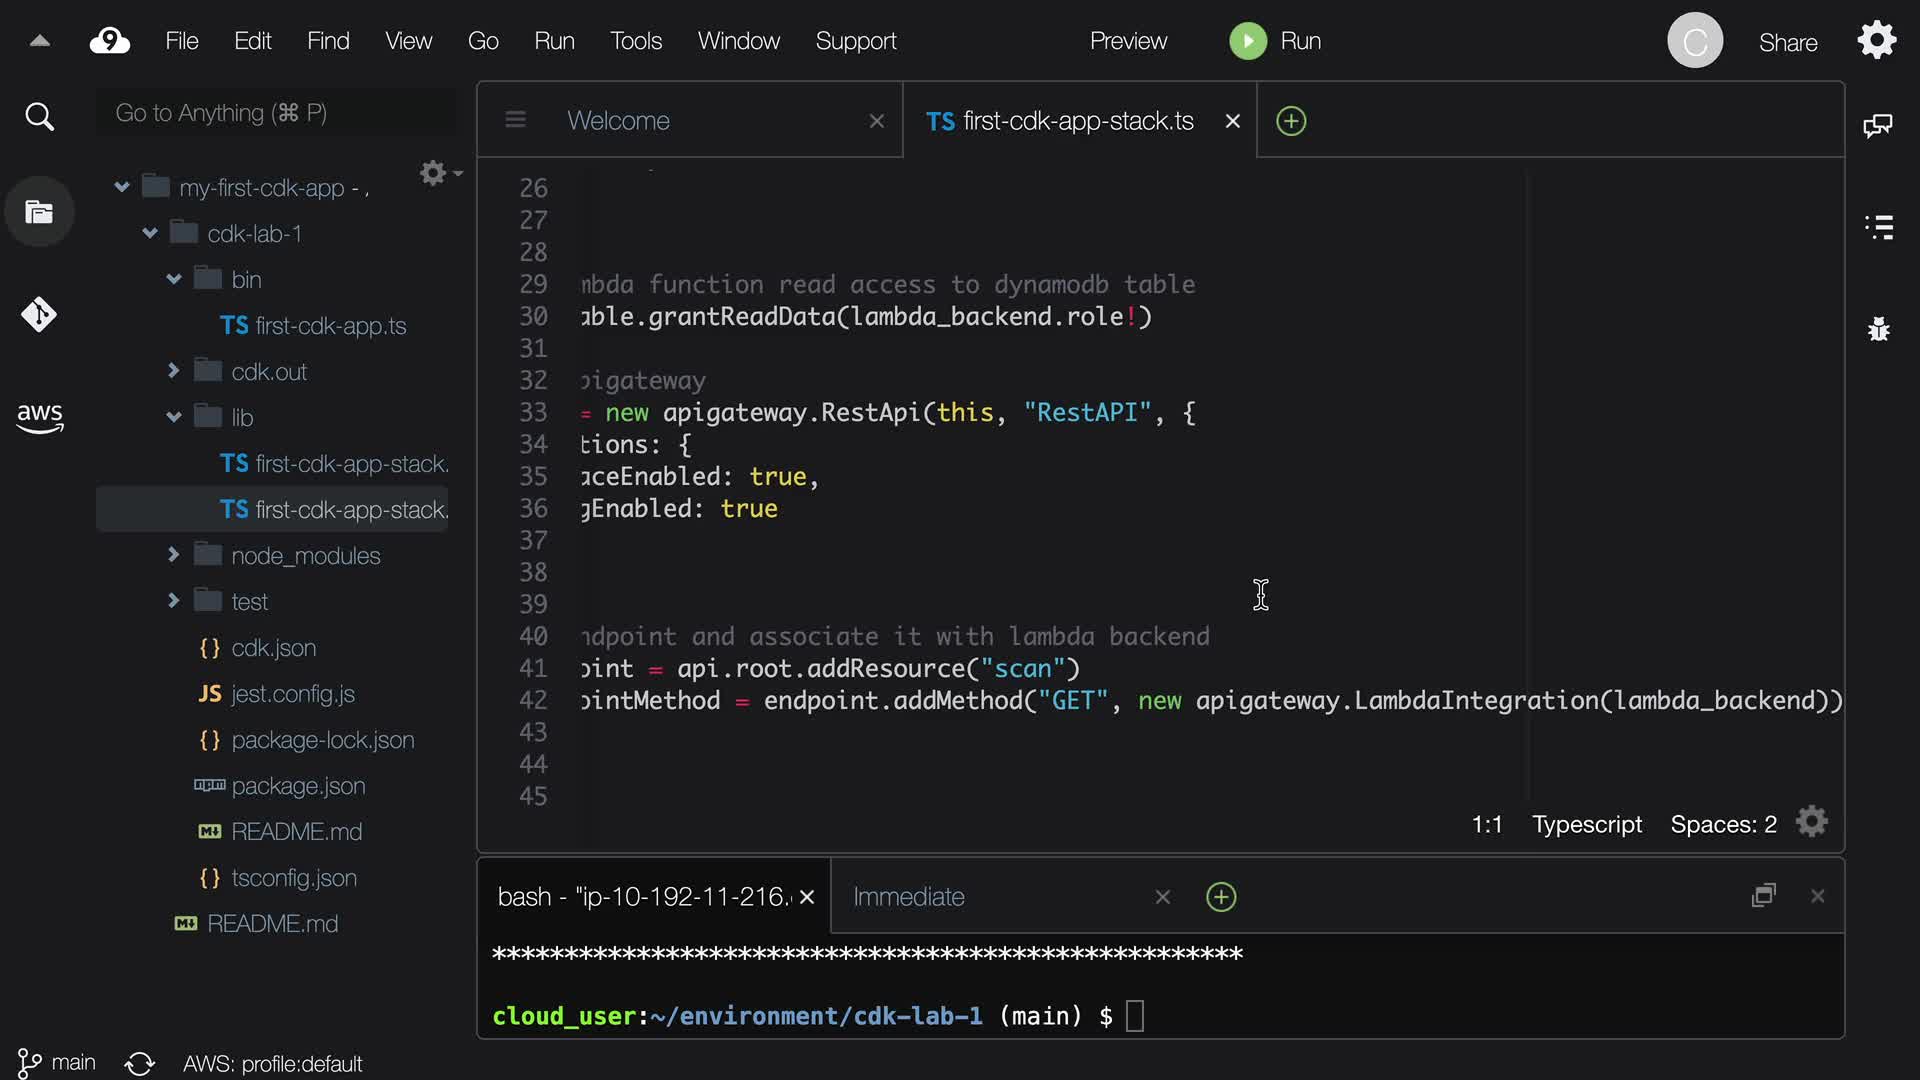 9 File Edit Find View Go Run Tools Window Support Preview Run C Share
Go to Anything (⌘ P)
Welcome
TS first-cdk-app-stack.ts
my-first-cdk-app - 
cdk-lab-1
bin
TS first-cdk-app.ts
cdk.out
lib
TS first-cdk-app-stack.
TS first-cdk-app-stack.
node_modules
test
{} cdk.json
JS jest.config.js
{} package-lock.json
npm package.json
README.md
{} tsconfig.json
README.md
aws
26
27
28
29 mbda function read access to dynamodb table
30 able.grantReadData(lambda_backend.role!)
31
32 pigateway
33 = new apigateway.RestApi(this, "RestAPI", {
34 tions: {
35 aceEnabled: true,
36 gEnabled: true
37
38
39
40 ndpoint and associate it with lambda backend
41 oint = api.root.addResource("scan")
42 ointMethod = endpoint.addMethod("GET", new apigateway.LambdaIntegration(lambda_backend))
43
44
45
1:1 Typescript Spaces: 2
bash - "ip-10-192-11-216.
Immediate
****************************************************
cloud_user:~/environment/cdk-lab-1 (main) $
main AWS: profile:default